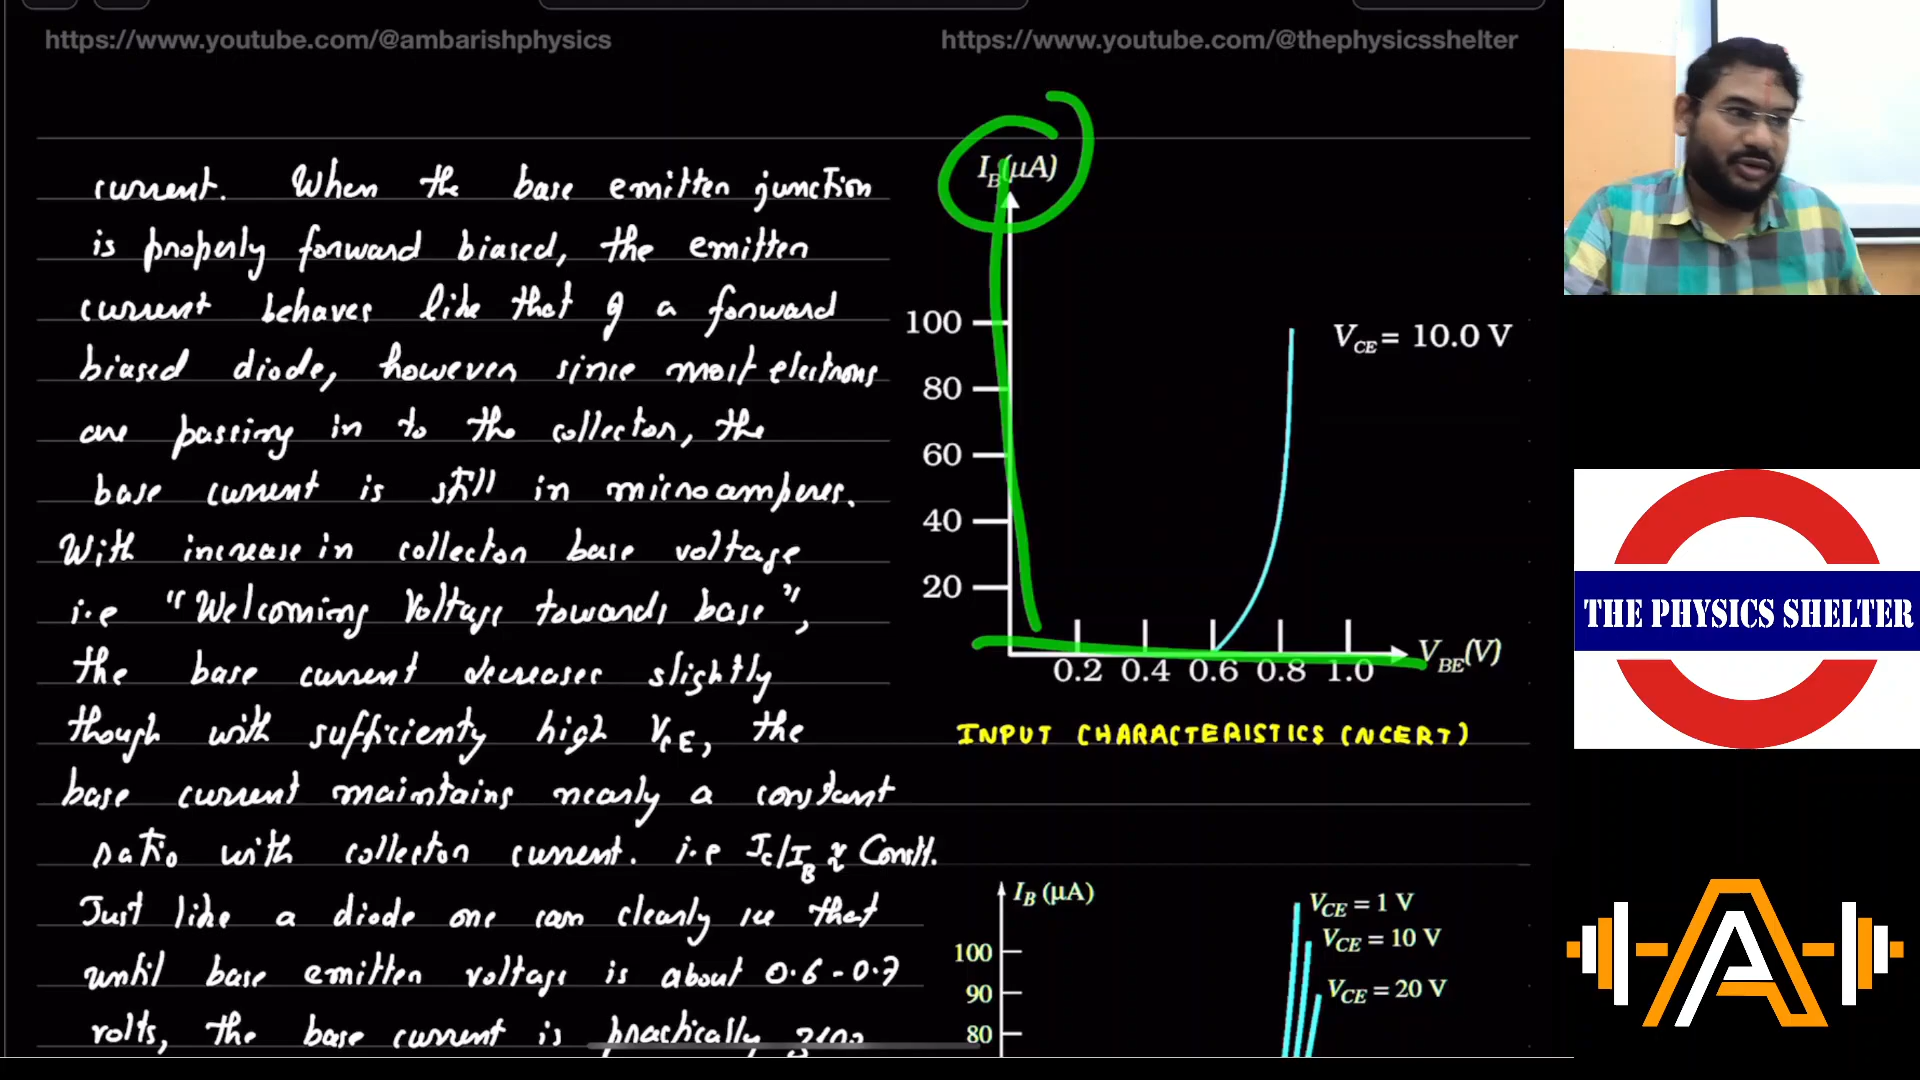 https://www.youtube.com/@ambarishphysics
https://www.youtube.com/@thephysicsshelter
current. When the base emitter junction
is properly forward biased, the emitter
current behaves like that of a forward
biased diode, however since most electrons
are passing in to the collector, the
base current is still in microamperes.
With increase in collector base voltage
i.e "Welcoming Voltage towards base",
the base current decreases slightly
though with sufficienty high VCE, the
base current maintains nearly a constant
ratio with collector current. i.e Ic/IB ≈ Constt.
Just like a diode one can clearly see that
until base emitter voltage is about 0.6-0.7
volts, the base current is practically zero
IB(μA)
100
80
60
40
20
VCE = 10.0 V
0.2 0.4 0.6 0.8 1.0
VBE(V)
INPUT CHARACTERISTICS (NCERT)
IB (μA)
100
90
80
VCE = 1 V
VCE = 10 V
VCE = 20 V
THE PHYSICS SHELTER
A